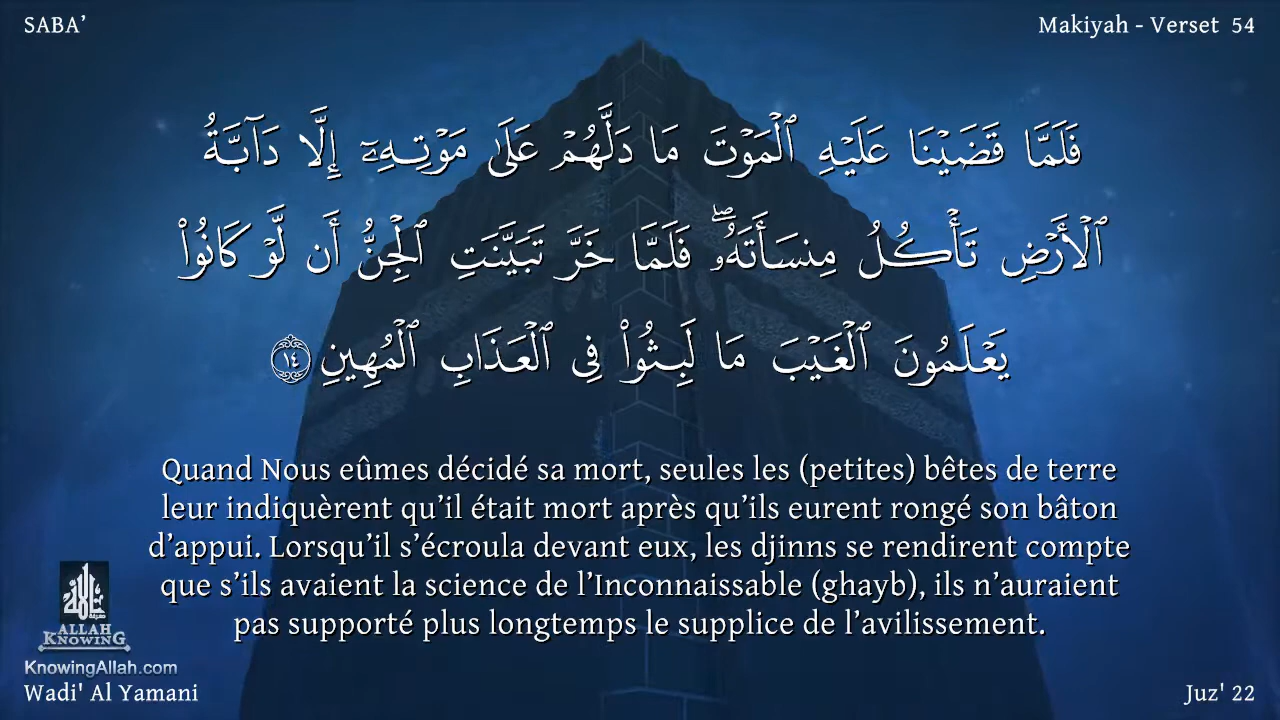 SABA’
Makiyah - Verset 54
فَلَمَّا قَضَيْنَا عَلَيْهِ ٱلْمَوْتَ مَا دَلَّهُمْ عَلَىٰ مَوْتِهِۦٓ إِلَّا دَآبَّةُ
ٱلْأَرْضِ تَأْكُلُ مِنسَأَتَهُۥ ۖ فَلَمَّا خَرَّ تَبَيَّنَتِ ٱلْجِنُّ أَن لَّوْ كَانُوا۟
يَعْلَمُونَ ٱلْغَيْبَ مَا لَبِثُوا۟ فِى ٱلْعَذَابِ ٱلْمُهِينِ ١٤
Quand Nous eûmes décidé sa mort, seules les (petites) bêtes de terre
leur indiquèrent qu’il était mort après qu’ils eurent rongé son bâton
d’appui. Lorsqu’il s’écroula devant eux, les djinns se rendirent compte
que s’ils avaient la science de l’Inconnaissable (ghayb), ils n’auraient
pas supporté plus longtemps le supplice de l’avilissement.
ALLAH
KNOWING
KnowingAllah.com
Wadi' Al Yamani
Juz' 22